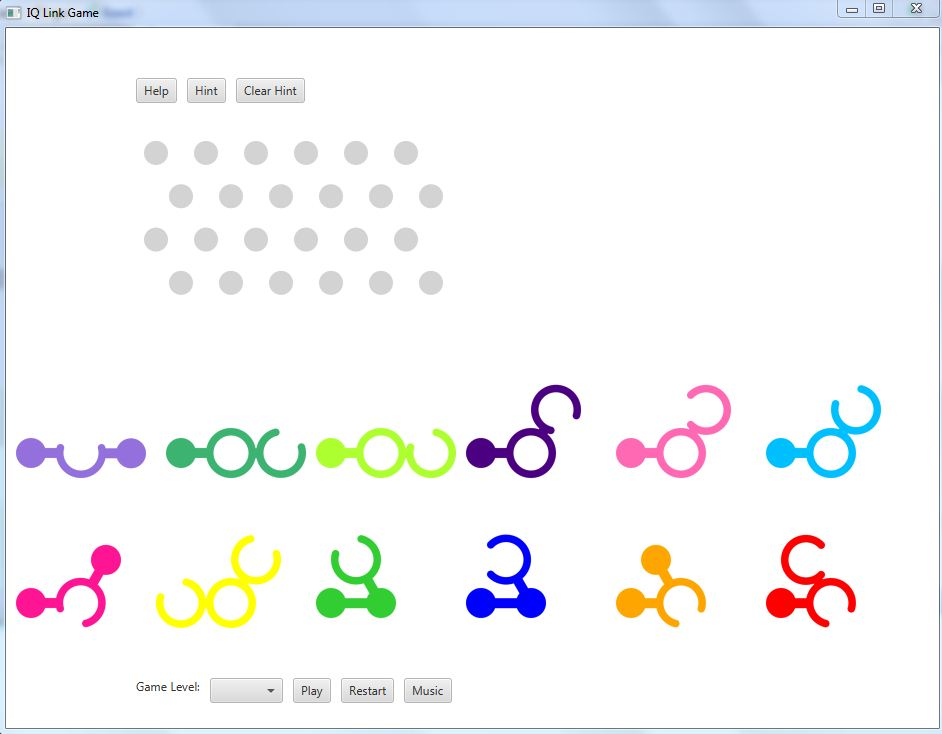 IQ Link Game
Help Hint Clear Hint
Game Level: Play Restart Music